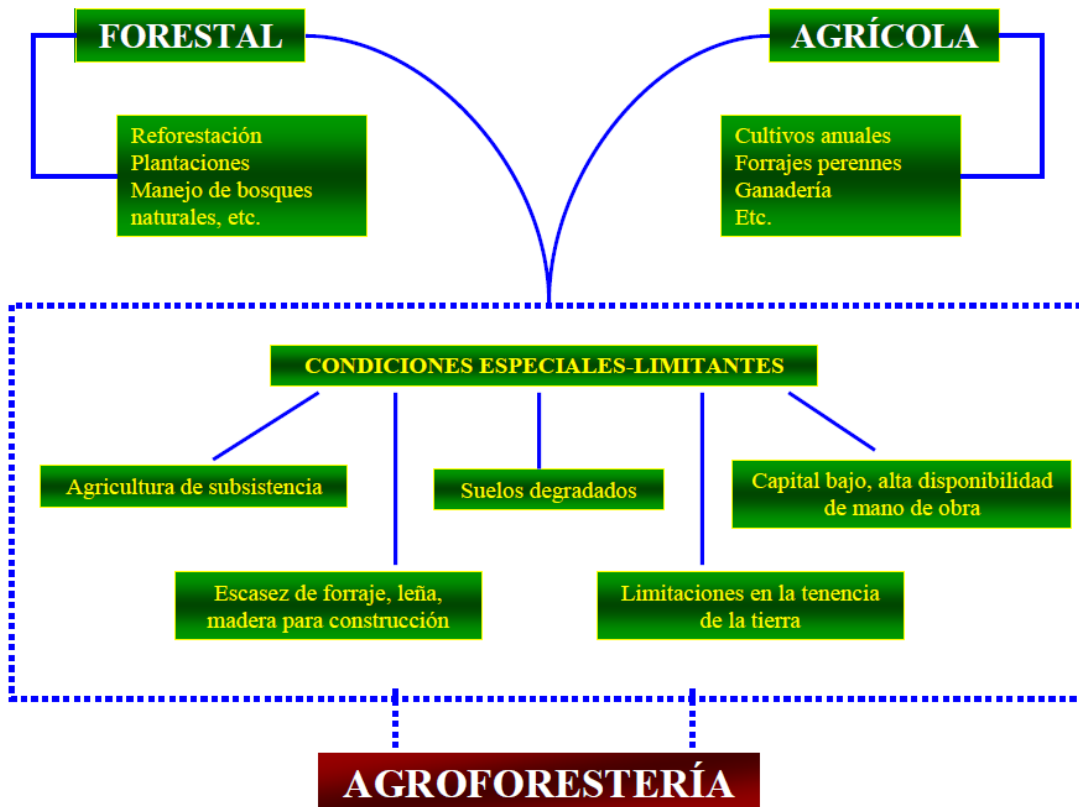 FORESTAL
AGRÍCOLA
Reforestación
Plantaciones
Manejo de bosques
naturales, etc.
Cultivos anuales
Forrajes perennes
Ganadería
Etc.
CONDICIONES ESPECIALES-LIMITANTES
Agricultura de subsistencia
Suelos degradados
Capital bajo, alta disponibilidad
de mano de obra
Escasez de forraje, leña,
madera para construcción
Limitaciones en la tenencia
de la tierra
AGROFORESTERÍA